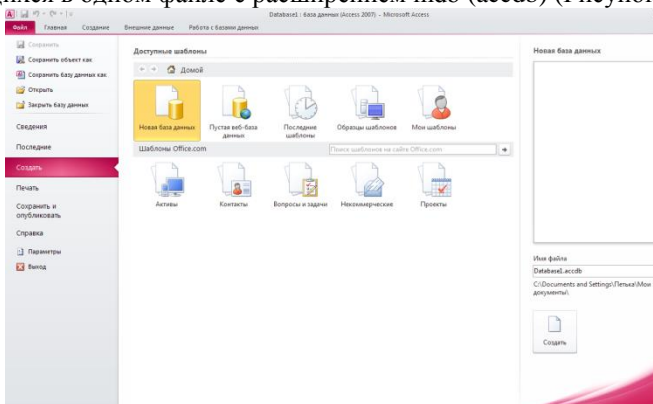 дился в одном файле с расширением mdb (accdb) (Рисунок
Database1 : база данных (Access 2007) - Microsoft Access
Файл Главная Создание Внешние данные Работа с базами данных
Сохранить
Сохранить объект как
Сохранить базу данных как
Открыть
Закрыть базу данных
Сведения
Последние
Создать
Печать
Сохранить и
опубликовать
Справка
Параметры
Выход
Доступные шаблоны
Домой
Новая база данных
Пустая веб-база
данных
Последние
шаблоны
Образцы шаблонов
Мои шаблоны
Шаблоны Office.com
Поиск шаблонов на сайте Office.com
Активы
Контакты
Вопросы и задачи
Некоммерческие
Проекты
Новая база данных
Имя файла
Database1.accdb
C:\Documents and Settings\Петька\Мои
документы\
Создать